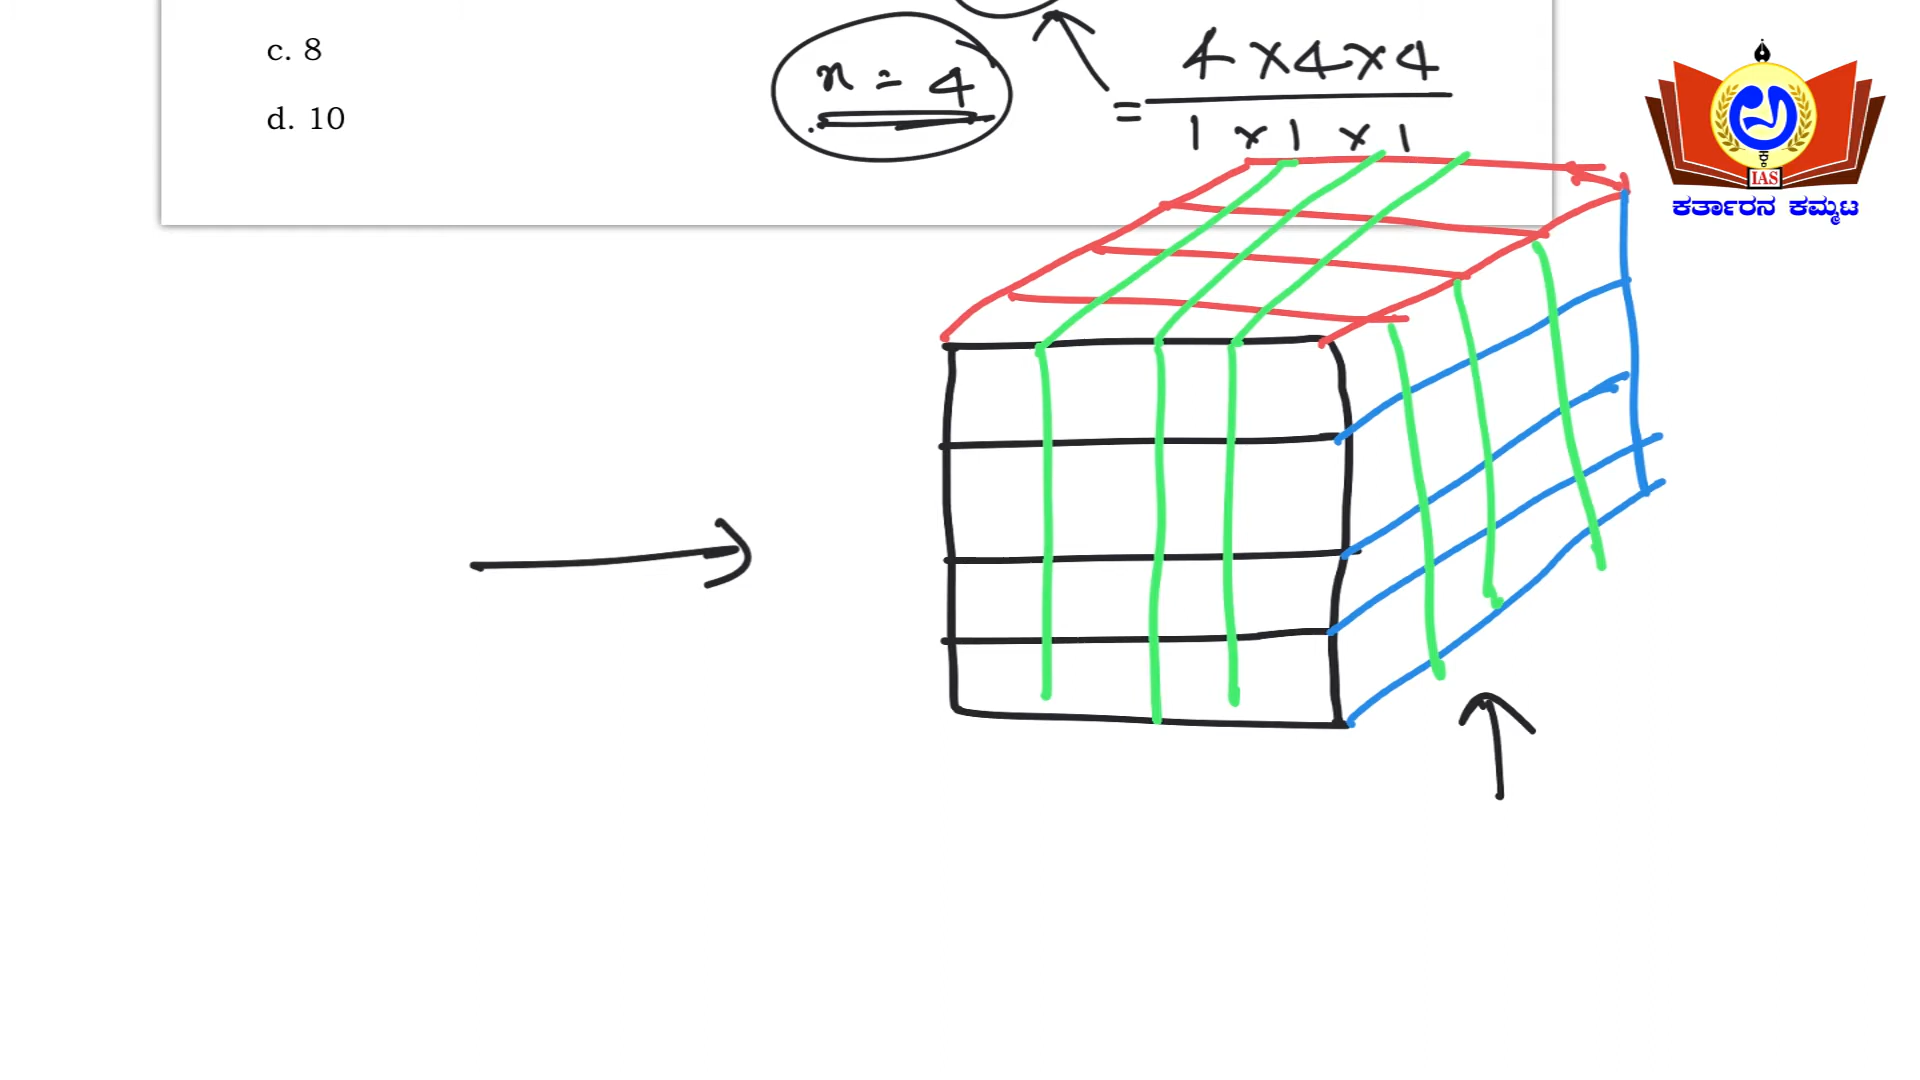 c. 8
d. 10
n = 4
= 4 × 4 × 4
1 × 1 × 1
IAS
ಕರ್ತಾರನ ಕಮ್ಮಟ